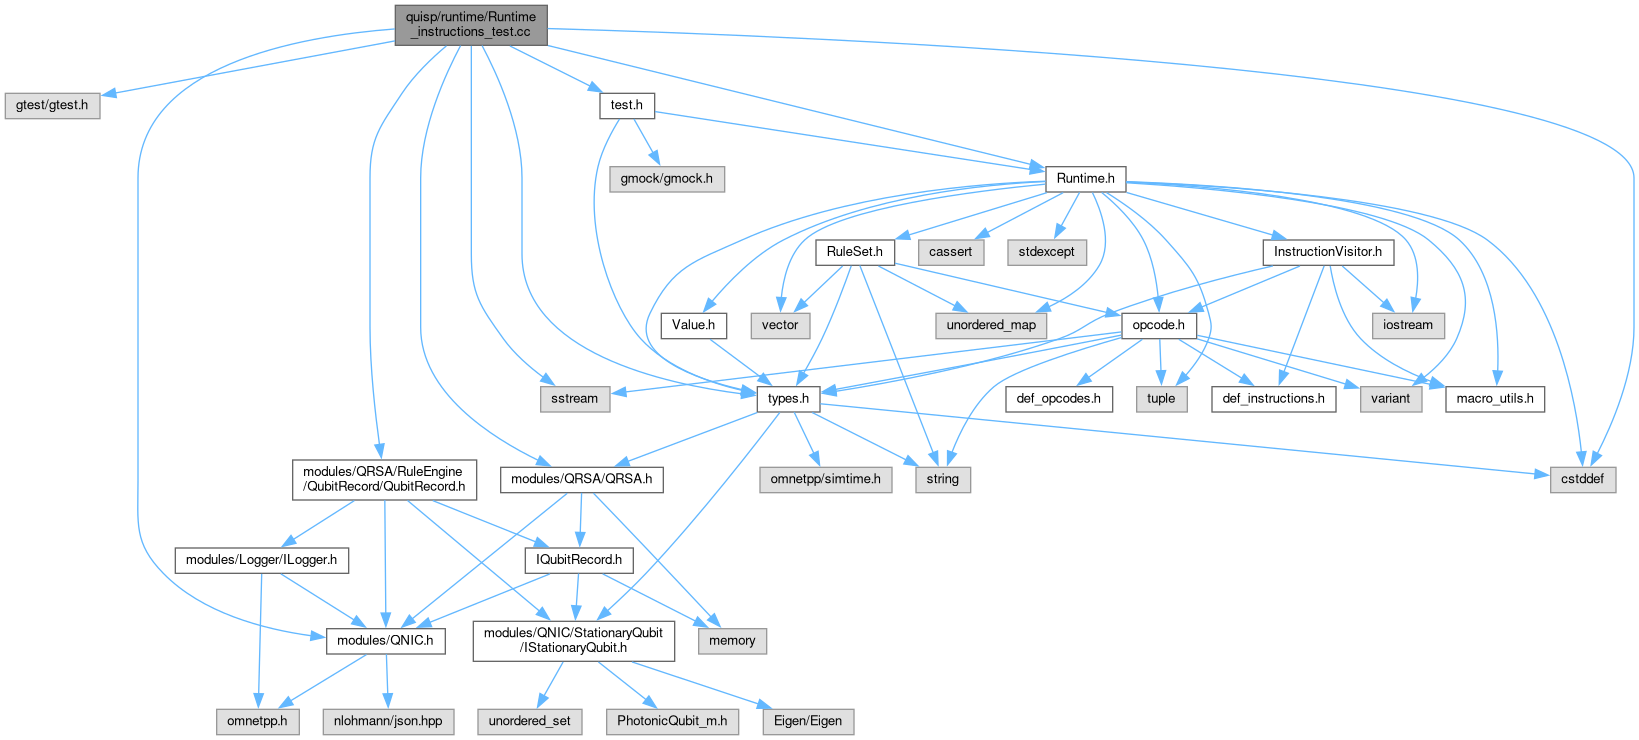 quisp/runtime/Runtime
_instructions_test.cc
gtest/gtest.h
test.h
gmock/gmock.h
Runtime.h
RuleSet.h
cassert
stdexcept
InstructionVisitor.h
Value.h
vector
unordered_map
opcode.h
iostream
sstream
types.h
def_opcodes.h
tuple
def_instructions.h
variant
macro_utils.h
modules/QRSA/RuleEngine
/QubitRecord/QubitRecord.h
modules/QRSA/QRSA.h
omnetpp/simtime.h
string
cstddef
modules/Logger/ILogger.h
IQubitRecord.h
modules/QNIC.h
modules/QNIC/StationaryQubit
/IStationaryQubit.h
memory
omnetpp.h
nlohmann/json.hpp
unordered_set
PhotonicQubit_m.h
Eigen/Eigen